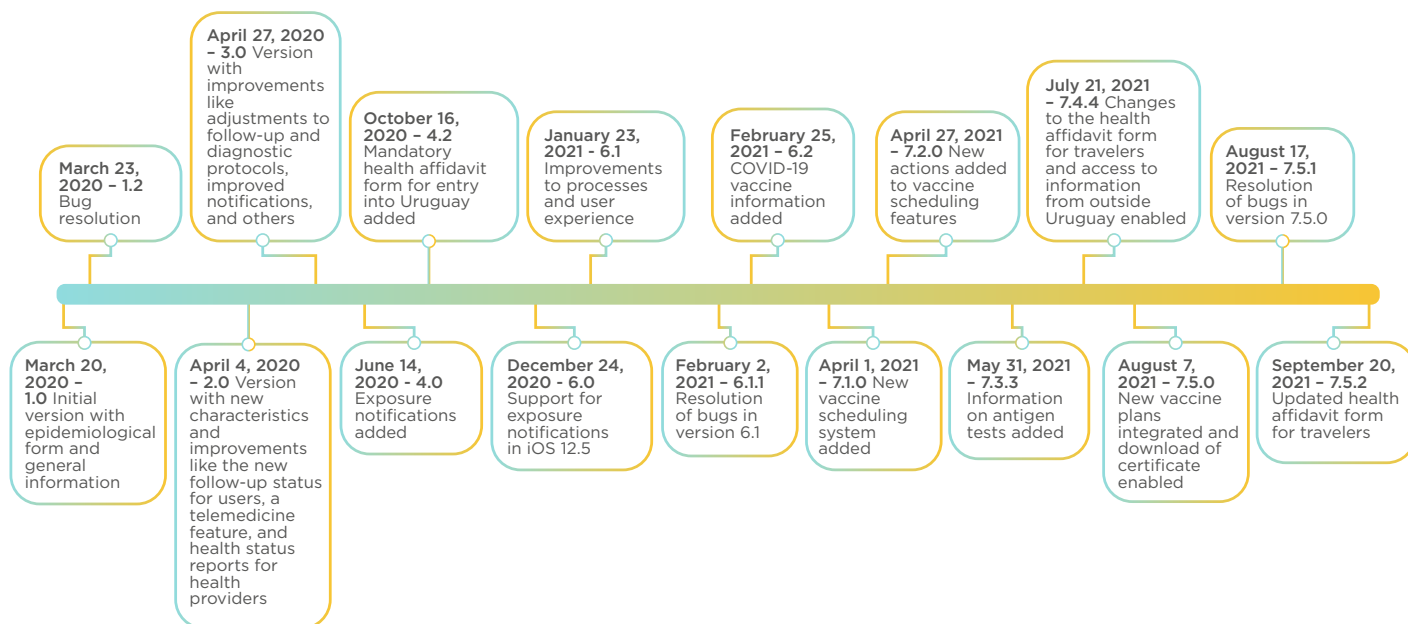 April 27, 2020
– 3.0 Version
with
improvements
like
adjustments to
follow-up and
diagnostic
protocols,
improved
notifications,
and others
March 23,
2020 – 1.2
Bug
resolution
October 16,
2020 – 4.2
Mandatory
health affidavit
form for entry
into Uruguay
added
January 23,
2021 - 6.1
Improvements
to processes
and user
experience
February 25,
2021 – 6.2
COVID-19
vaccine
information
added
April 27, 2021
– 7.2.0 New
actions added
to vaccine
scheduling
features
July 21, 2021
– 7.4.4 Changes
to the health
affidavit form
for travelers
and access to
information
from outside
Uruguay enabled
August 17,
2021 – 7.5.1
Resolution
of bugs in
version 7.5.0
March 20,
2020 –
1.0 Initial
version with
epidemiological
form and
general
information
April 4, 2020
– 2.0 Version
with new
characteristics
and
improvements
like the new
follow-up status
for users, a
telemedicine
feature, and
health status
reports for
health
providers
June 14,
2020 - 4.0
Exposure
notifications
added
December 24,
2020 - 6.0
Support for
exposure
notifications
in iOS 12.5
February 2,
2021 – 6.1.1
Resolution
of bugs in
version 6.1
April 1, 2021
– 7.1.0 New
vaccine
scheduling
system
added
May 31, 2021
– 7.3.3
Information
on antigen
tests added
August 7,
2021 – 7.5.0
New vaccine
plans
integrated and
download of
certificate
enabled
September 20,
2021 – 7.5.2
Updated health
affidavit form
for travelers